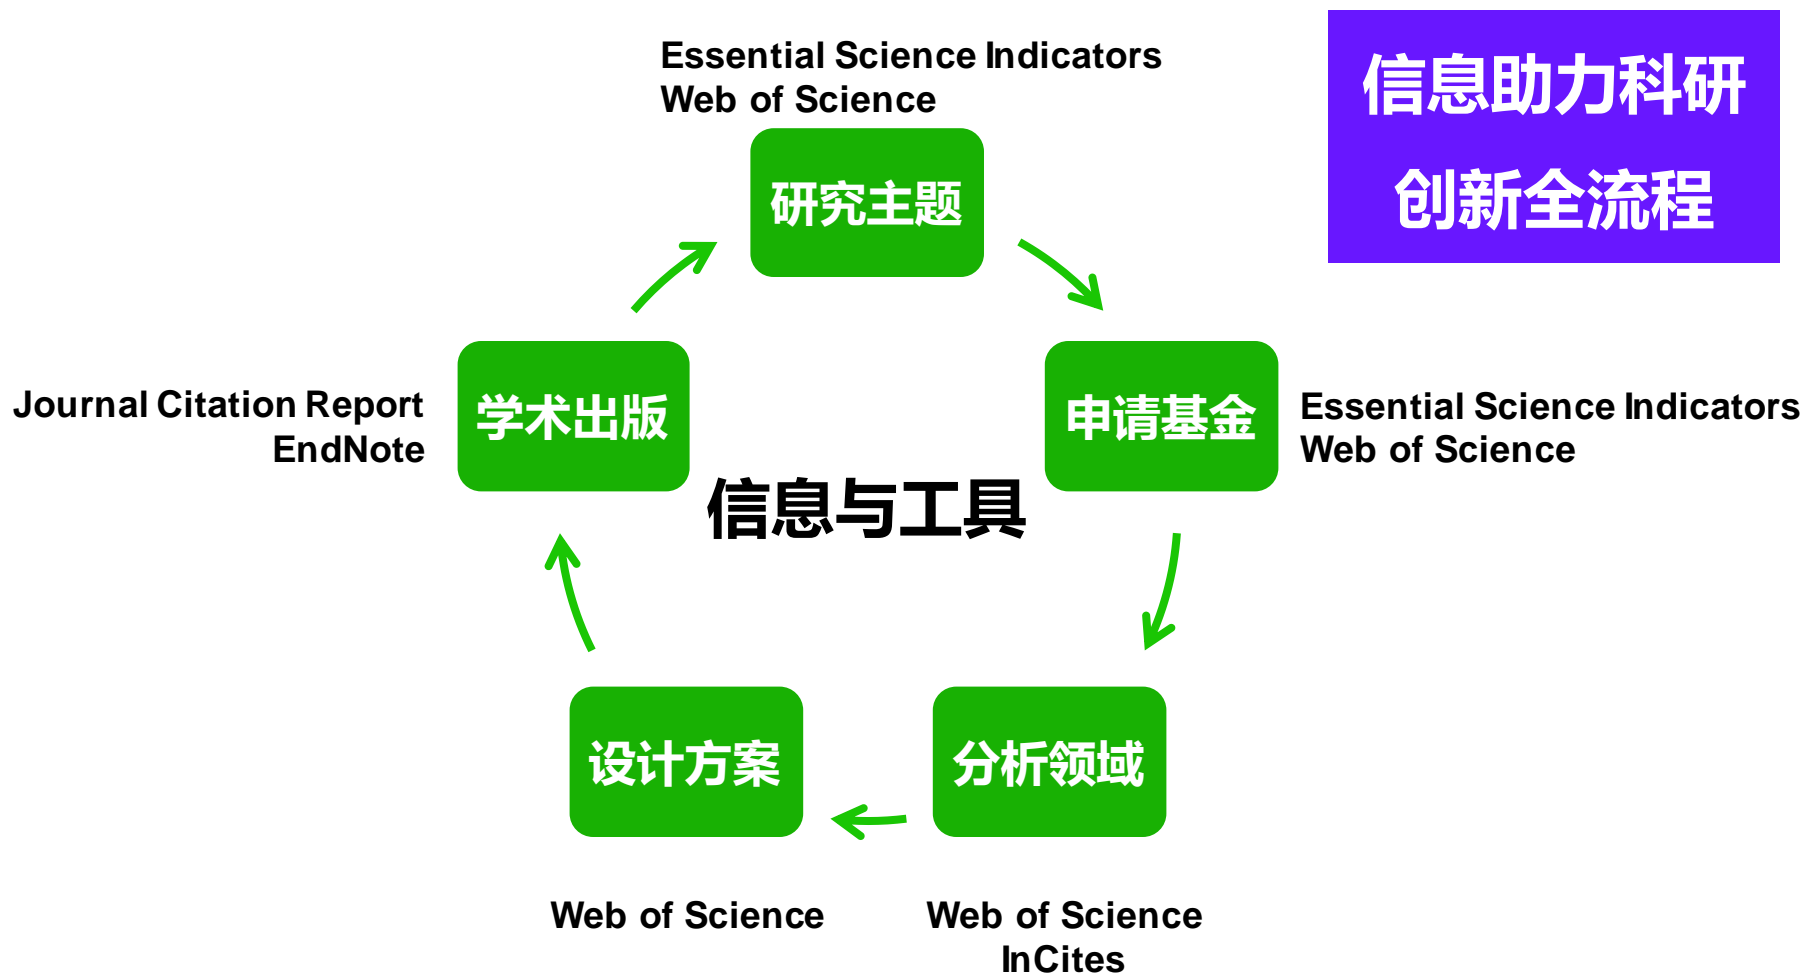 Essential Science Indicators
Web of Science
信息助力科研
创新全流程
研究主题
学术出版
Journal Citation Report
EndNote
申请基金
Essential Science Indicators
Web of Science
信息与工具
设计方案
分析领域
Web of Science
Web of Science
InCites